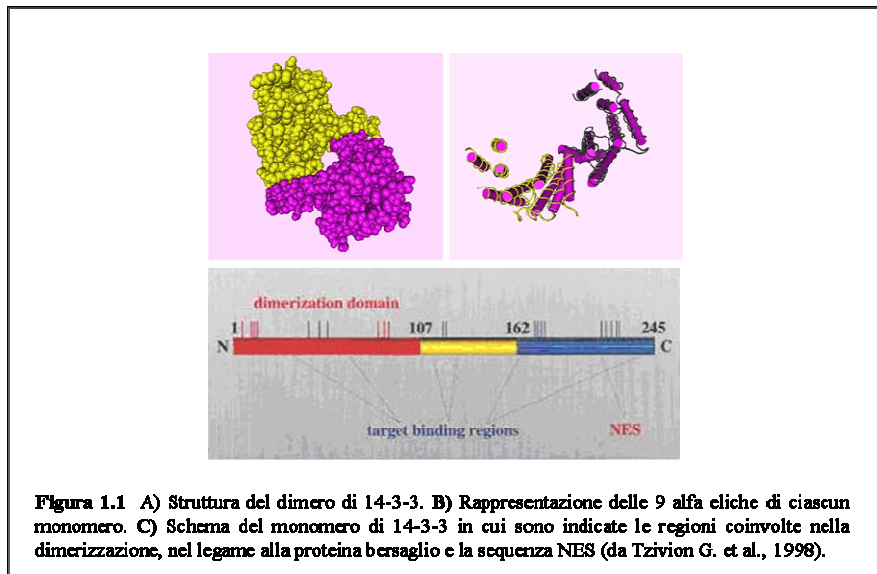 dimerization domain
1 107 162 245
N C
target binding regions NES
Figura 1.1 A) Struttura del dimero di 14-3-3. B) Rappresentazione delle 9 alfa eliche di ciascun
monomero. C) Schema del monomero di 14-3-3 in cui sono indicate le regioni coinvolte nella
dimerizzazione, nel legame alla proteina bersaglio e la sequenza NES (da Tzivion G. et al., 1998).